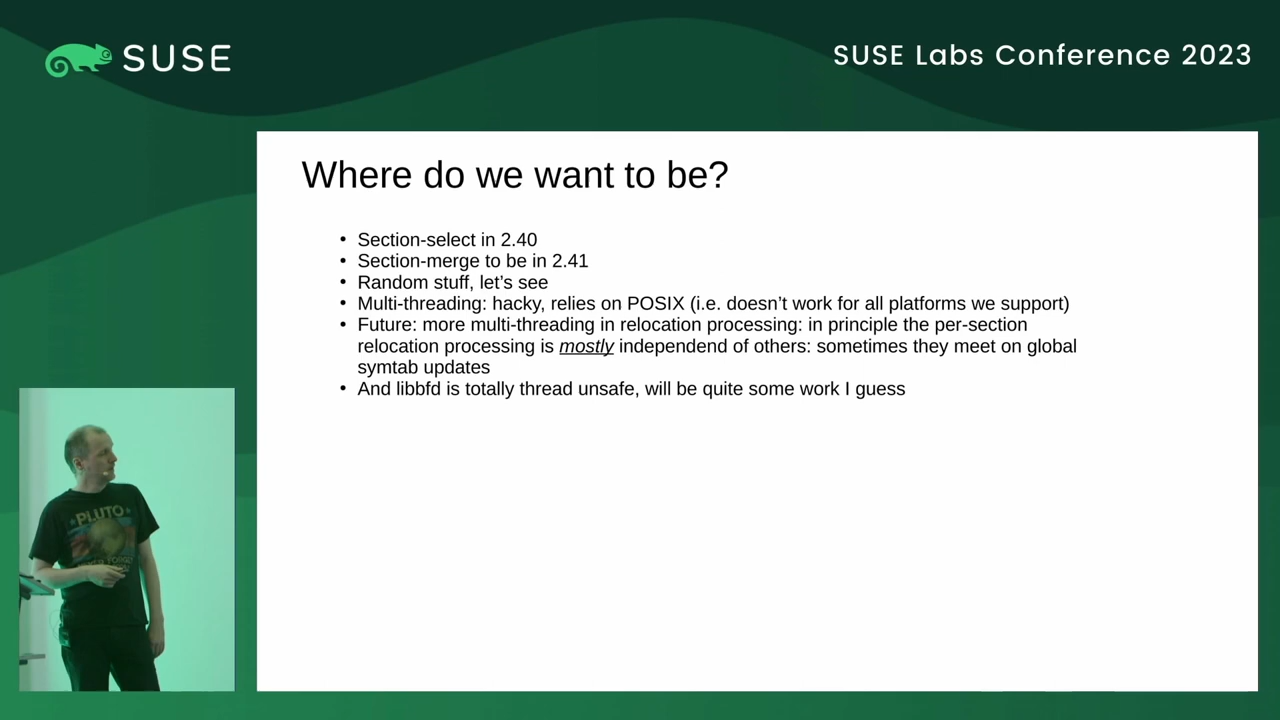 SUSE
SUSE Labs Conference 2023
Where do we want to be?
• Section-select in 2.40
• Section-merge to be in 2.41
• Random stuff, let’s see
• Multi-threading: hacky, relies on POSIX (i.e. doesn’t work for all platforms we support)
• Future: more multi-threading in relocation processing: in principle the per-section
relocation processing is mostly independend of others: sometimes they meet on global
symtab updates
• And libbfd is totally thread unsafe, will be quite some work I guess
PLUTO